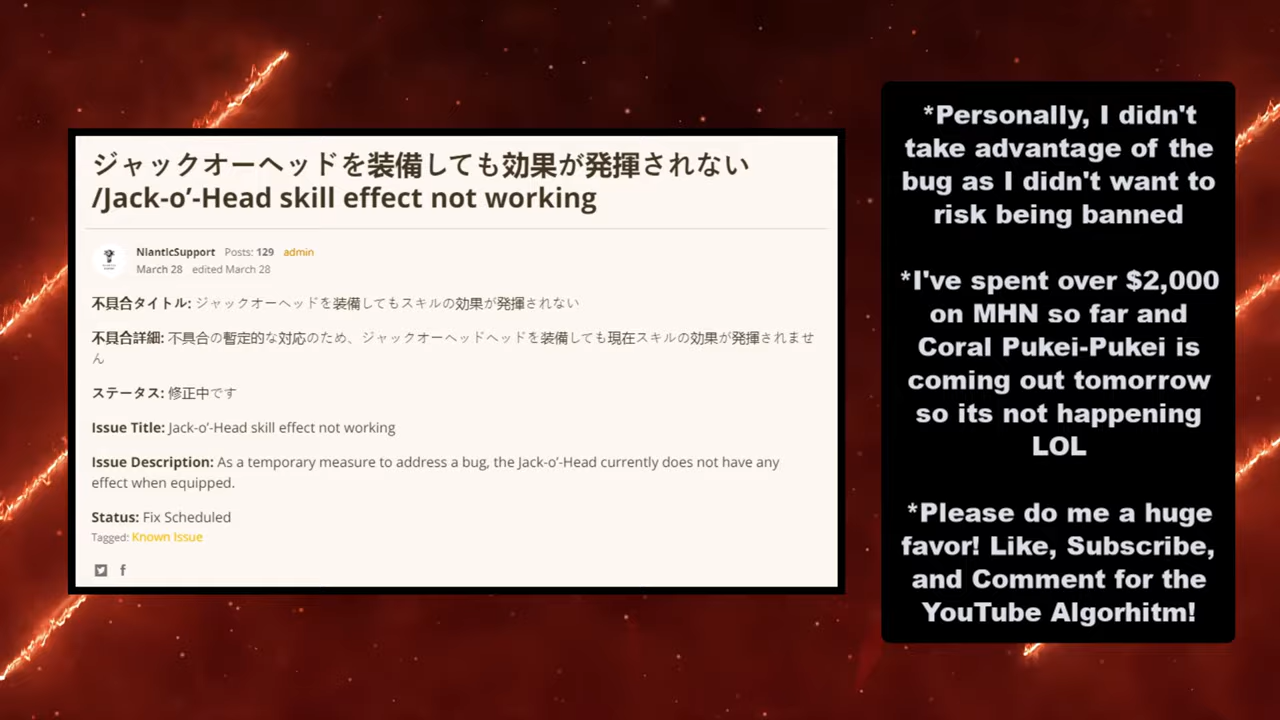 ジャックオーヘッドを装備しても効果が発揮されない
/Jack-o’-Head skill effect not working
NianticSupport Posts: 129 admin
March 28 edited March 28
不具合タイトル: ジャックオーヘッドを装備してもスキルの効果が発揮されない
不具合詳細: 不具合の暫定的な対応のため、ジャックオーヘッドヘッドを装備しても現在スキルの効果が発揮されませ
ん
ステータス: 修正中です
Issue Title: Jack-o’-Head skill effect not working
Issue Description: As a temporary measure to address a bug, the Jack-o’-Head currently does not have any
effect when equipped.
Status: Fix Scheduled
Tagged: Known Issue
*Personally, I didn't
take advantage of the
bug as I didn't want to
risk being banned
*I've spent over $2,000
on MHN so far and
Coral Pukei-Pukei is
coming out tomorrow
so its not happening
LOL
*Please do me a huge
favor! Like, Subscribe,
and Comment for the
YouTube Algorhitm!